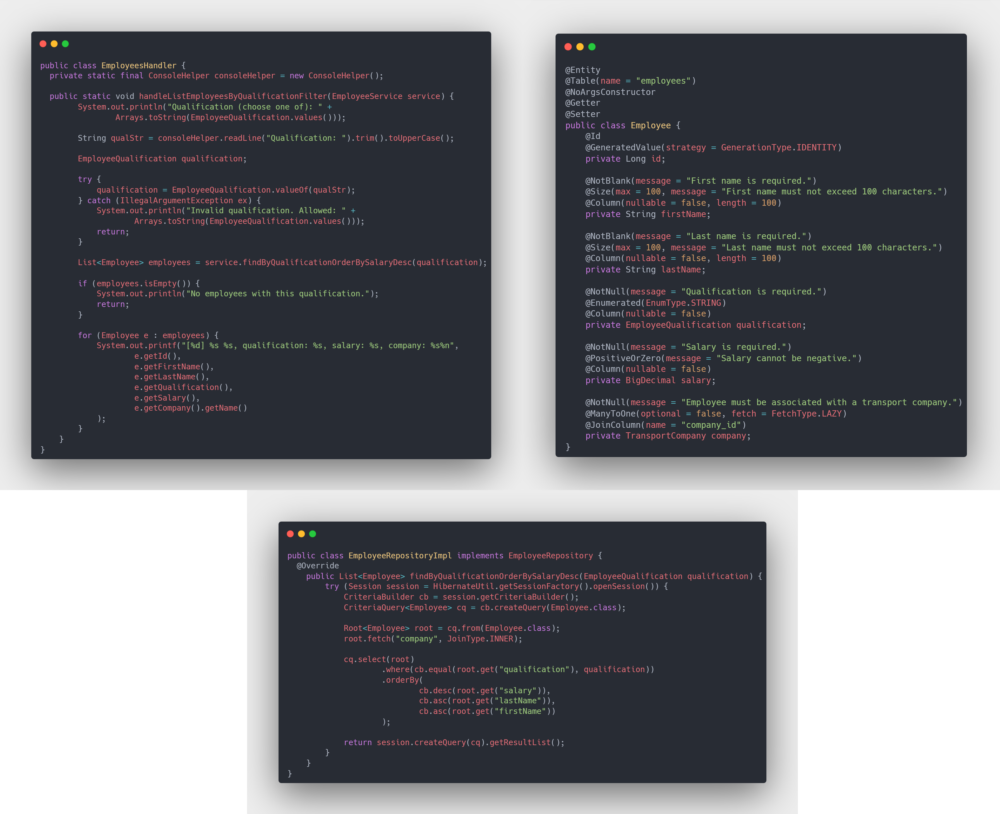 public class EmployeesHandler {
  private static final ConsoleHelper consoleHelper = new ConsoleHelper();

  public static void handleListEmployeesByQualificationFilter(EmployeeService service) {
        System.out.println("Qualification (choose one of): " +
                Arrays.toString(EmployeeQualification.values()));

        String qualStr = consoleHelper.readLine("Qualification: ").trim().toUpperCase();

        EmployeeQualification qualification;

        try {
            qualification = EmployeeQualification.valueOf(qualStr);
        } catch (IllegalArgumentException ex) {
            System.out.println("Invalid qualification. Allowed: " +
                    Arrays.toString(EmployeeQualification.values()));
            return;
        }

        List<Employee> employees = service.findByQualificationOrderBySalaryDesc(qualification);

        if (employees.isEmpty()) {
            System.out.println("No employees with this qualification.");
            return;
        }

        for (Employee e : employees) {
            System.out.printf("[%d] %s %s, qualification: %s, salary: %s, company: %s%n",
                    e.getId(),
                    e.getFirstName(),
                    e.getLastName(),
                    e.getQualification(),
                    e.getSalary(),
                    e.getCompany().getName()
            );
        }
    }
}
@Entity
@Table(name = "employees")
@NoArgsConstructor
@Getter
@Setter
public class Employee {
    @Id
    @GeneratedValue(strategy = GenerationType.IDENTITY)
    private Long id;

    @NotBlank(message = "First name is required.")
    @Size(max = 100, message = "First name must not exceed 100 characters.")
    @Column(nullable = false, length = 100)
    private String firstName;

    @NotBlank(message = "Last name is required.")
    @Size(max = 100, message = "Last name must not exceed 100 characters.")
    @Column(nullable = false, length = 100)
    private String lastName;

    @NotNull(message = "Qualification is required.")
    @Enumerated(EnumType.STRING)
    @Column(nullable = false)
    private EmployeeQualification qualification;

    @NotNull(message = "Salary is required.")
    @PositiveOrZero(message = "Salary cannot be negative.")
    @Column(nullable = false)
    private BigDecimal salary;

    @NotNull(message = "Employee must be associated with a transport company.")
    @ManyToOne(optional = false, fetch = FetchType.LAZY)
    @JoinColumn(name = "company_id")
    private TransportCompany company;
}
public class EmployeeRepositoryImpl implements EmployeeRepository {
  @Override
    public List<Employee> findByQualificationOrderBySalaryDesc(EmployeeQualification qualification) {
        try (Session session = HibernateUtil.getSessionFactory().openSession()) {
            CriteriaBuilder cb = session.getCriteriaBuilder();
            CriteriaQuery<Employee> cq = cb.createQuery(Employee.class);

            Root<Employee> root = cq.from(Employee.class);
            root.fetch("company", JoinType.INNER);

            cq.select(root)
                    .where(cb.equal(root.get("qualification"), qualification))
                    .orderBy(
                            cb.desc(root.get("salary")),
                            cb.asc(root.get("lastName")),
                            cb.asc(root.get("firstName"))
                    );

            return session.createQuery(cq).getResultList();
        }
    }
}